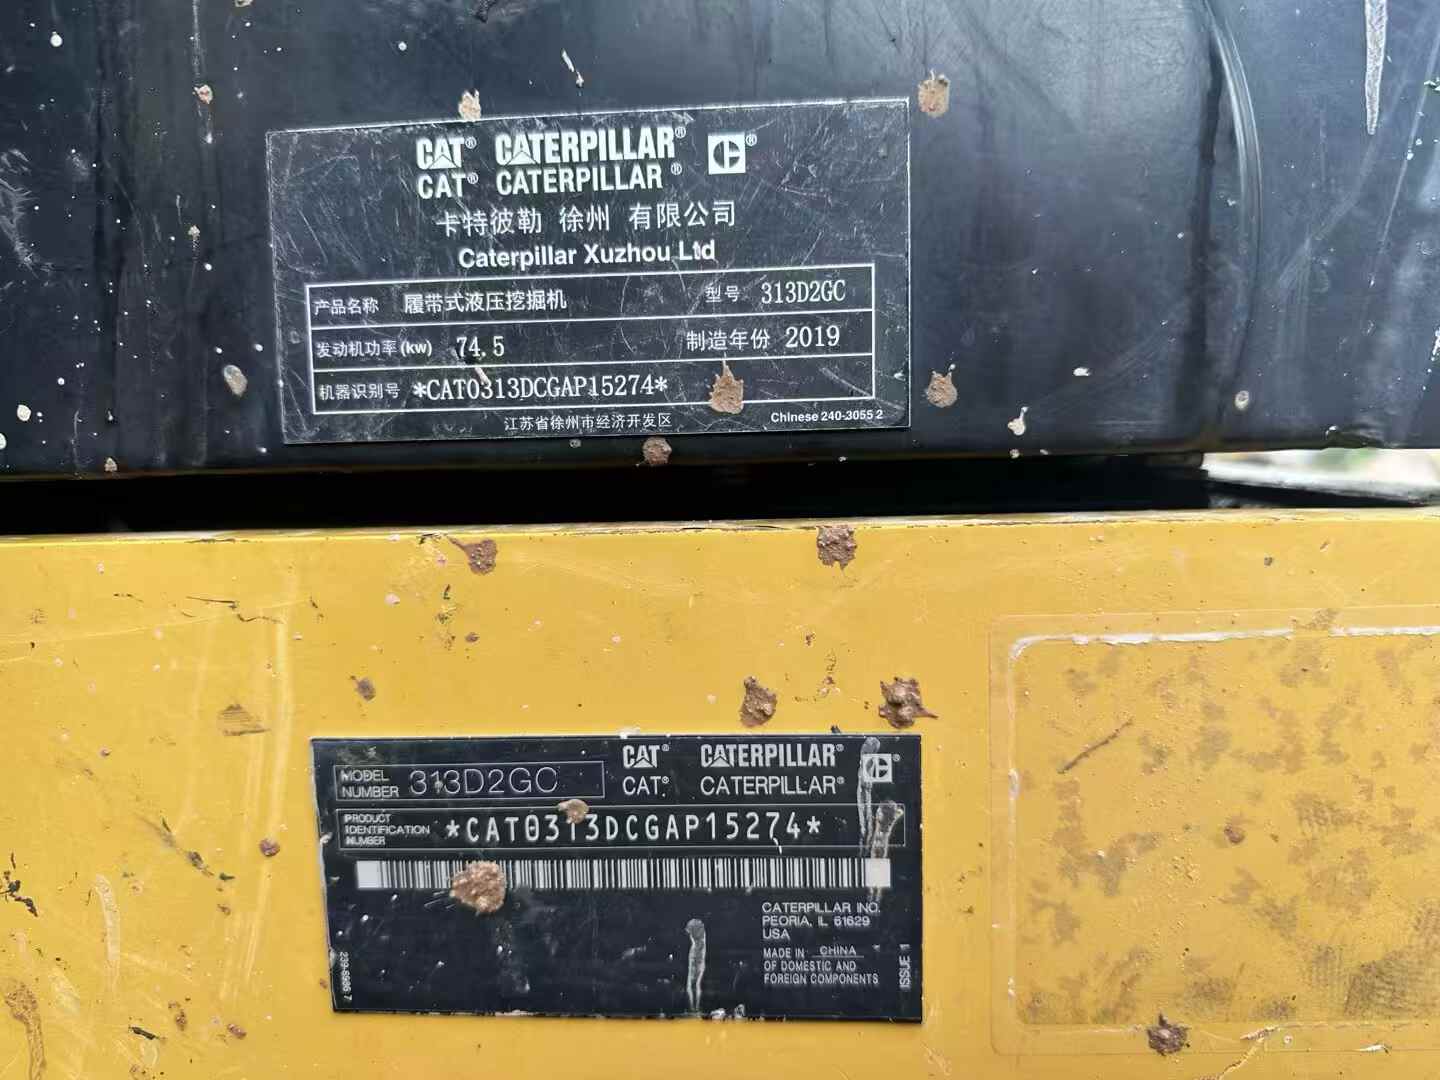 CAT® CATERPILLAR® ®
CAT® CATERPILLAR ®
卡特彼勒 徐州 有限公司
Caterpillar Xuzhou Ltd
产品名称 履带式液压挖掘机 型号 313D2GC
发动机功率(kw) 74.5 制造年份 2019
机器识别号 *CAT0313DCGAP15274*
江苏省徐州市经济开发区 Chinese 240-3055 2
MODEL NUMBER 313D2GC
CAT® CATERPILLAR® ®
CAT® CATERPILLAR®
PRODUCT IDENTIFICATION NUMBER *CAT0313DCGAP15274*
CATERPILLAR INC.
PEORIA, IL 61629
USA
MADE IN CHINA
OF DOMESTIC AND
FOREIGN COMPONENTS
ISSUE 1